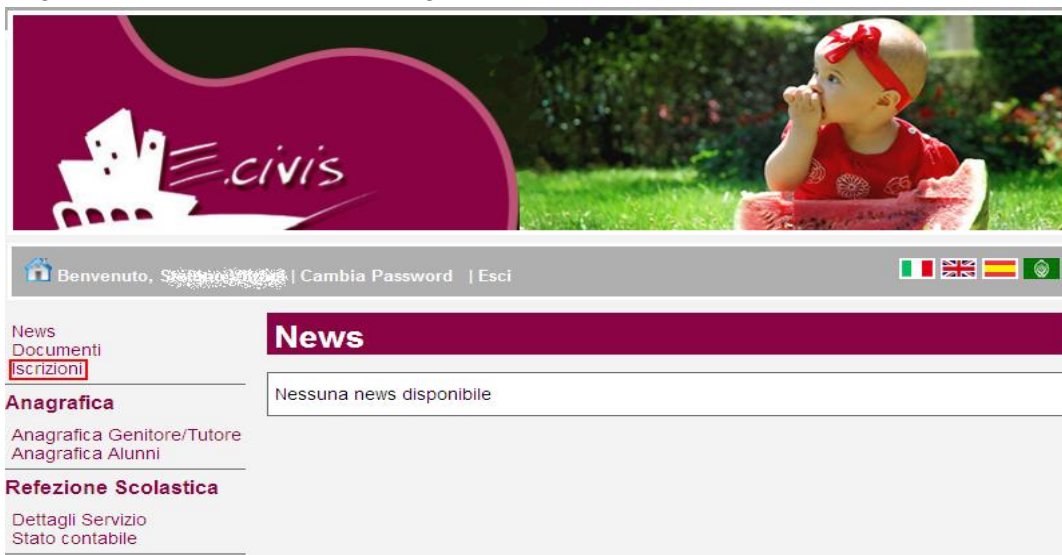 E.civis
Benvenuto, | Cambia Password | Esci
News
Documenti
Iscrizioni
Anagrafica
Anagrafica Genitore/Tutore
Anagrafica Alunni
Refezione Scolastica
Dettagli Servizio
Stato contabile
News
Nessuna news disponibile